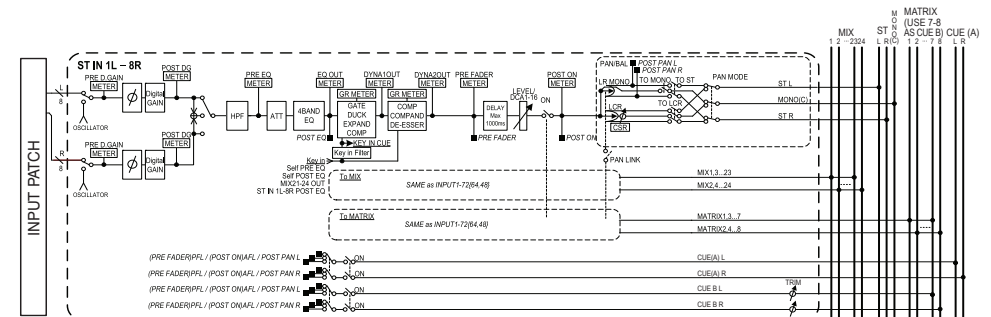 MIX
ST
MONO(C)
MATRIX
(USE 7-8
AS CUE B)
CUE (A)
1 2 ···2324
L R
1 2 ··· 7 8
L R
INPUT PATCH
ST IN 1L – 8R
L
8
OSCILLATOR
PRE D.GAIN
METER
Ø
Digital
GAIN
POST DG
METER
R
8
OSCILLATOR
PRE D.GAIN
METER
Ø
Digital
GAIN
POST DG
METER
HPF
PRE EQ
METER
ATT
4BAND
EQ
EQ OUT
METER
POST EQ
DYNA1OUT
METER
GR METER
GATE
DUCK
EXPAND
COMP
KEY IN CUE
Key in Filter
DYNA2OUT
METER
GR METER
COMP
COMPAND
DE-ESSER
PRE FADER
METER
PRE FADER
DELAY
Max
1000ms
LEVEL/
DCA1-16
ON
POST ON
METER
POST ON
PAN/BAL
POST PAN L
POST PAN R
LR MONO
TO MONO
TO ST
PAN MODE
LCR
TO LCR
CSR
PAN LINK
ST L
MONO(C)
ST R
Key in
Self PRE EQ
Self POST EQ
MIX21-24 OUT
ST IN 1L-8R POST EQ
To MIX
SAME as INPUT1-72[64,48]
MIX1,3...23
MIX2,4...24
To MATRIX
SAME as INPUT1-72[64,48]
MATRIX1,3...7
MATRIX2,4...8
(PRE FADER)PFL / (POST ON)AFL / POST PAN L
ON
CUE(A) L
(PRE FADER)PFL / (POST ON)AFL / POST PAN R
ON
CUE(A) R
(PRE FADER)PFL / (POST ON)AFL / POST PAN L
ON
CUE B L
TRIM
(PRE FADER)PFL / (POST ON)AFL / POST PAN R
ON
CUE B R